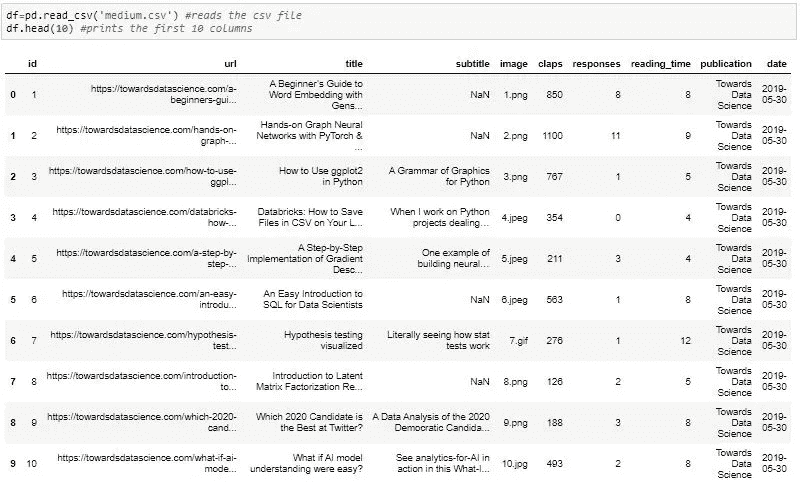 df=pd.read_csv('medium.csv') #reads the csv file
df.head(10) #prints the first 10 columns
id url title subtitle image claps responses reading_time publication date
0 1 https://towardsdatascience.com/a-beginners-gui... A Beginner's Guide to Word Embedding with Gens... NaN 1.png 850 8 8 Towards Data Science 2019-05-30
1 2 https://towardsdatascience.com/hands-on-graph-... Hands-on Graph Neural Networks with PyTorch & ... NaN 2.png 1100 11 9 Towards Data Science 2019-05-30
2 3 https://towardsdatascience.com/how-to-use-ggpl... How to Use ggplot2 in Python A Grammar of Graphics for Python 3.png 767 1 5 Towards Data Science 2019-05-30
3 4 https://towardsdatascience.com/databricks-how-... Databricks: How to Save Files in CSV on Your L... When I work on Python projects dealing... 4.jpeg 354 0 4 Towards Data Science 2019-05-30
4 5 https://towardsdatascience.com/a-step-by-step-... A Step-by-Step Implementation of Gradient Desc... One example of building neural... 5.jpeg 211 3 4 Towards Data Science 2019-05-30
5 6 https://towardsdatascience.com/an-easy-introdu... An Easy Introduction to SQL for Data Scientists NaN 6.jpeg 563 1 8 Towards Data Science 2019-05-30
6 7 https://towardsdatascience.com/hypothesis-test... Hypothesis testing visualized Literally seeing how stat tests work 7.gif 276 1 12 Towards Data Science 2019-05-30
7 8 https://towardsdatascience.com/introduction-to... Introduction to Latent Matrix Factorization Re... NaN 8.png 126 2 5 Towards Data Science 2019-05-30
8 9 https://towardsdatascience.com/which-2020-cand... Which 2020 Candidate is the Best at Twitter? A Data Analysis of the 2020 Democratic Candida... 9.png 188 3 8 Towards Data Science 2019-05-30
9 10 https://towardsdatascience.com/what-if-ai-mode... What if AI model understanding were easy? See analytics-for-AI in action in this What-I... 10.jpg 493 2 8 Towards Data Science 2019-05-30